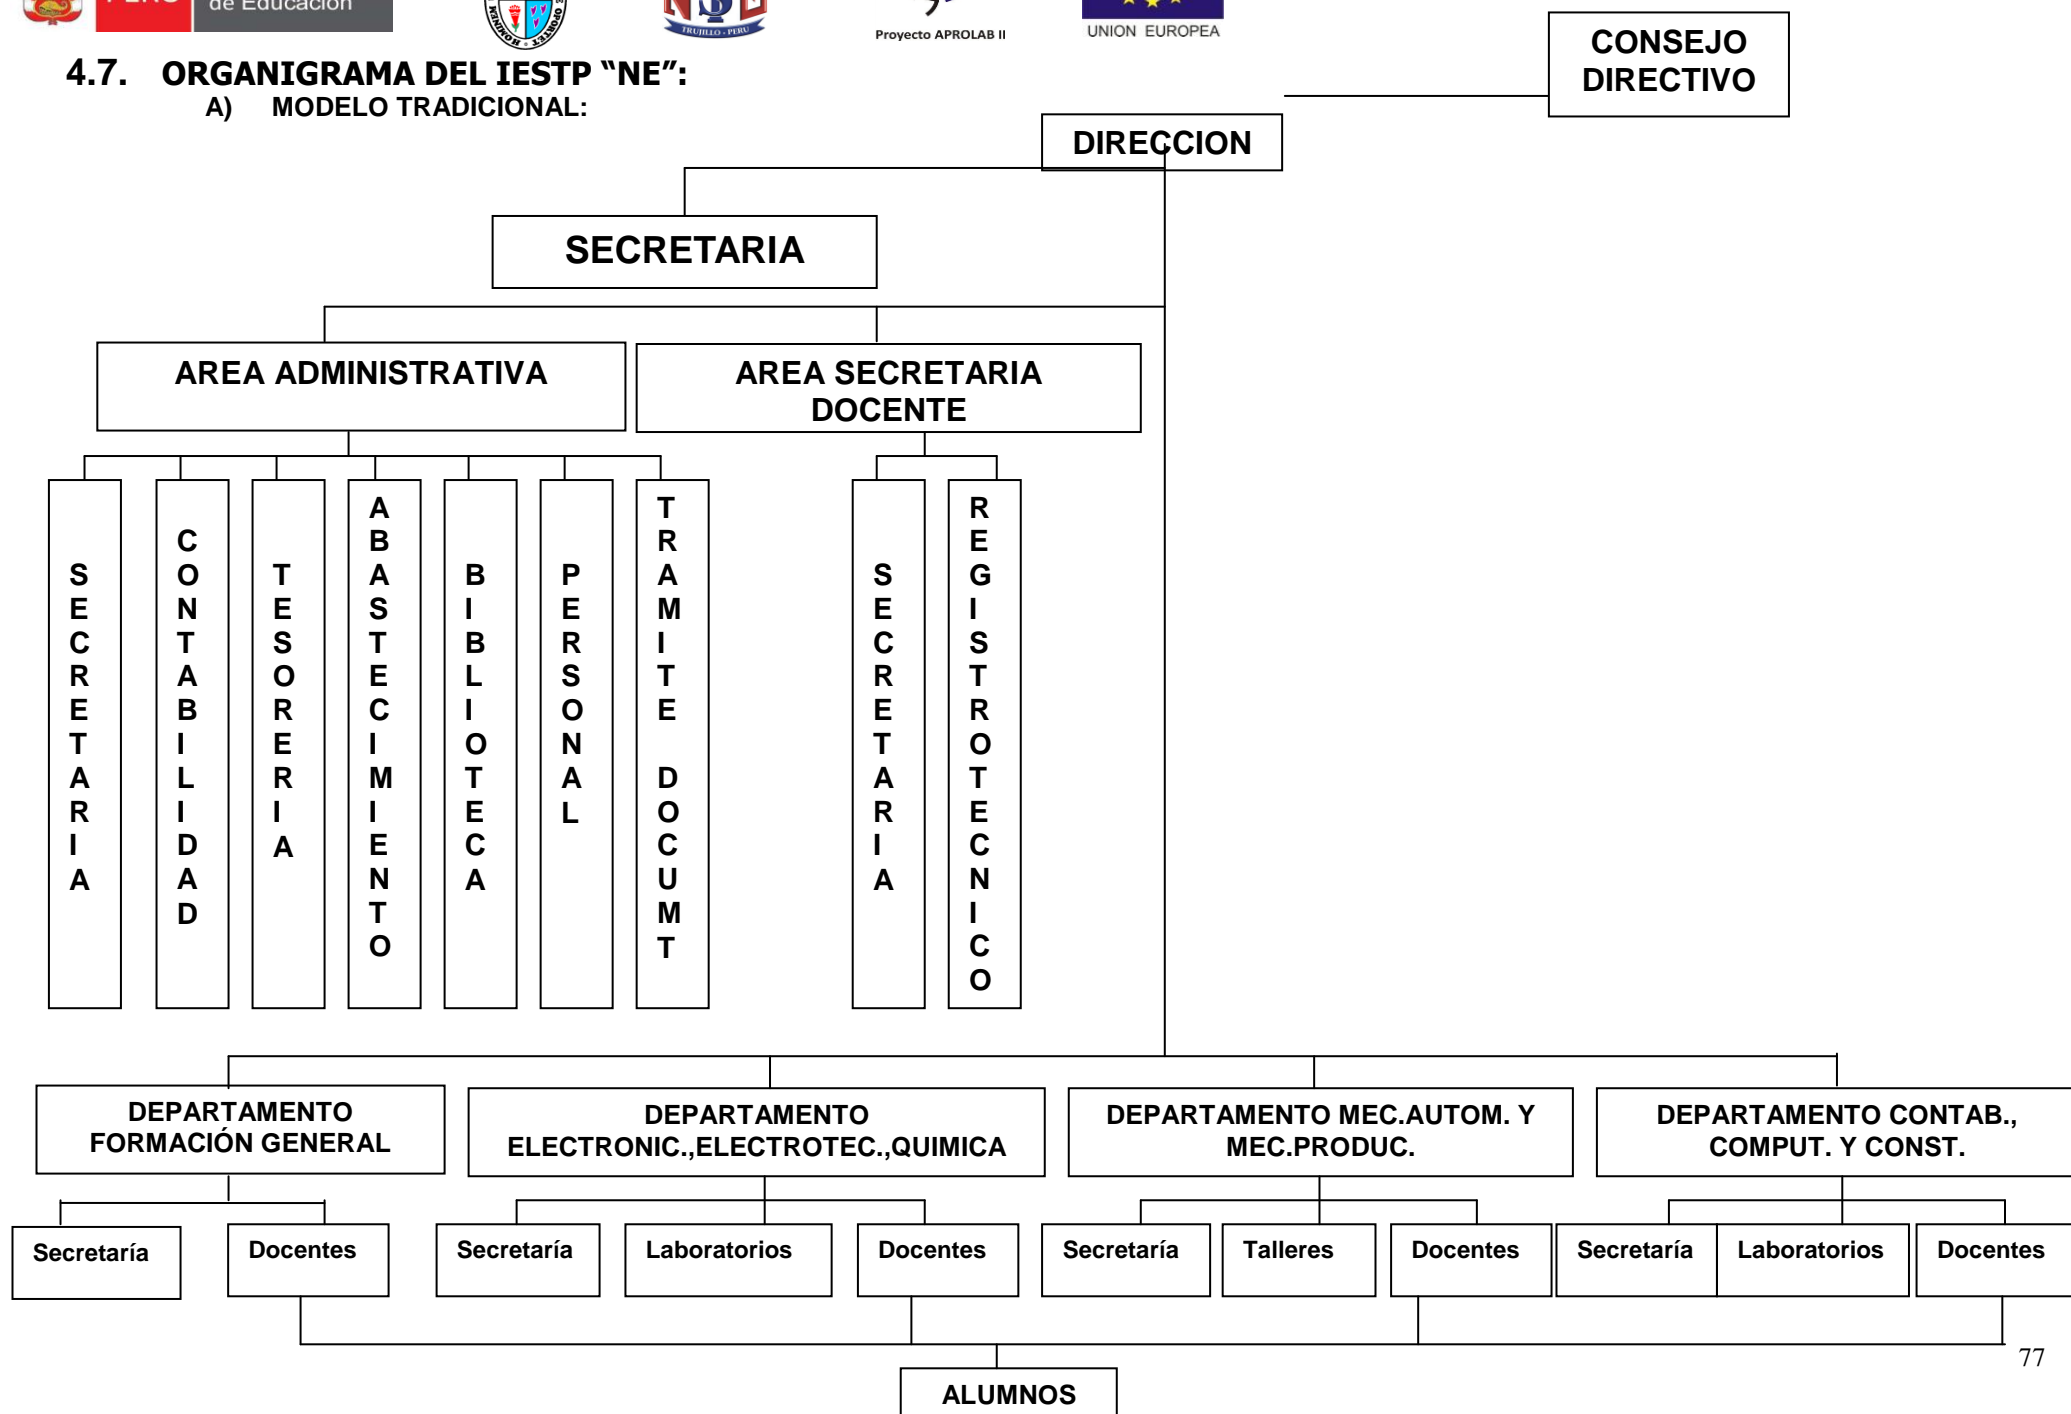 PERÚ
de Educación
HOMINEM
E OPORTET
TRUJILLO - PERU
Proyecto APROLAB II
UNION EUROPEA
4.7. ORGANIGRAMA DEL IESTP “NE”:
A) MODELO TRADICIONAL:
CONSEJO
DIRECTIVO
DIRECCION
SECRETARIA
AREA ADMINISTRATIVA
AREA SECRETARIA
DOCENTE
SECRETARIA
CONTABILIDAD
TESORERIA
ABASTECIMIENTO
BIBLIOTECA
PERSONAL
TRAMITE DOCUMT
SECRETARIA
REGISTROTECNICO
DEPARTAMENTO
FORMACIÓN GENERAL
DEPARTAMENTO
ELECTRONIC.,ELECTROTEC.,QUIMICA
DEPARTAMENTO MEC.AUTOM. Y
MEC.PRODUC.
DEPARTAMENTO CONTAB.,
COMPUT. Y CONST.
Secretaría
Docentes
Secretaría
Laboratorios
Docentes
Secretaría
Talleres
Docentes
Secretaría
Laboratorios
Docentes
ALUMNOS
77